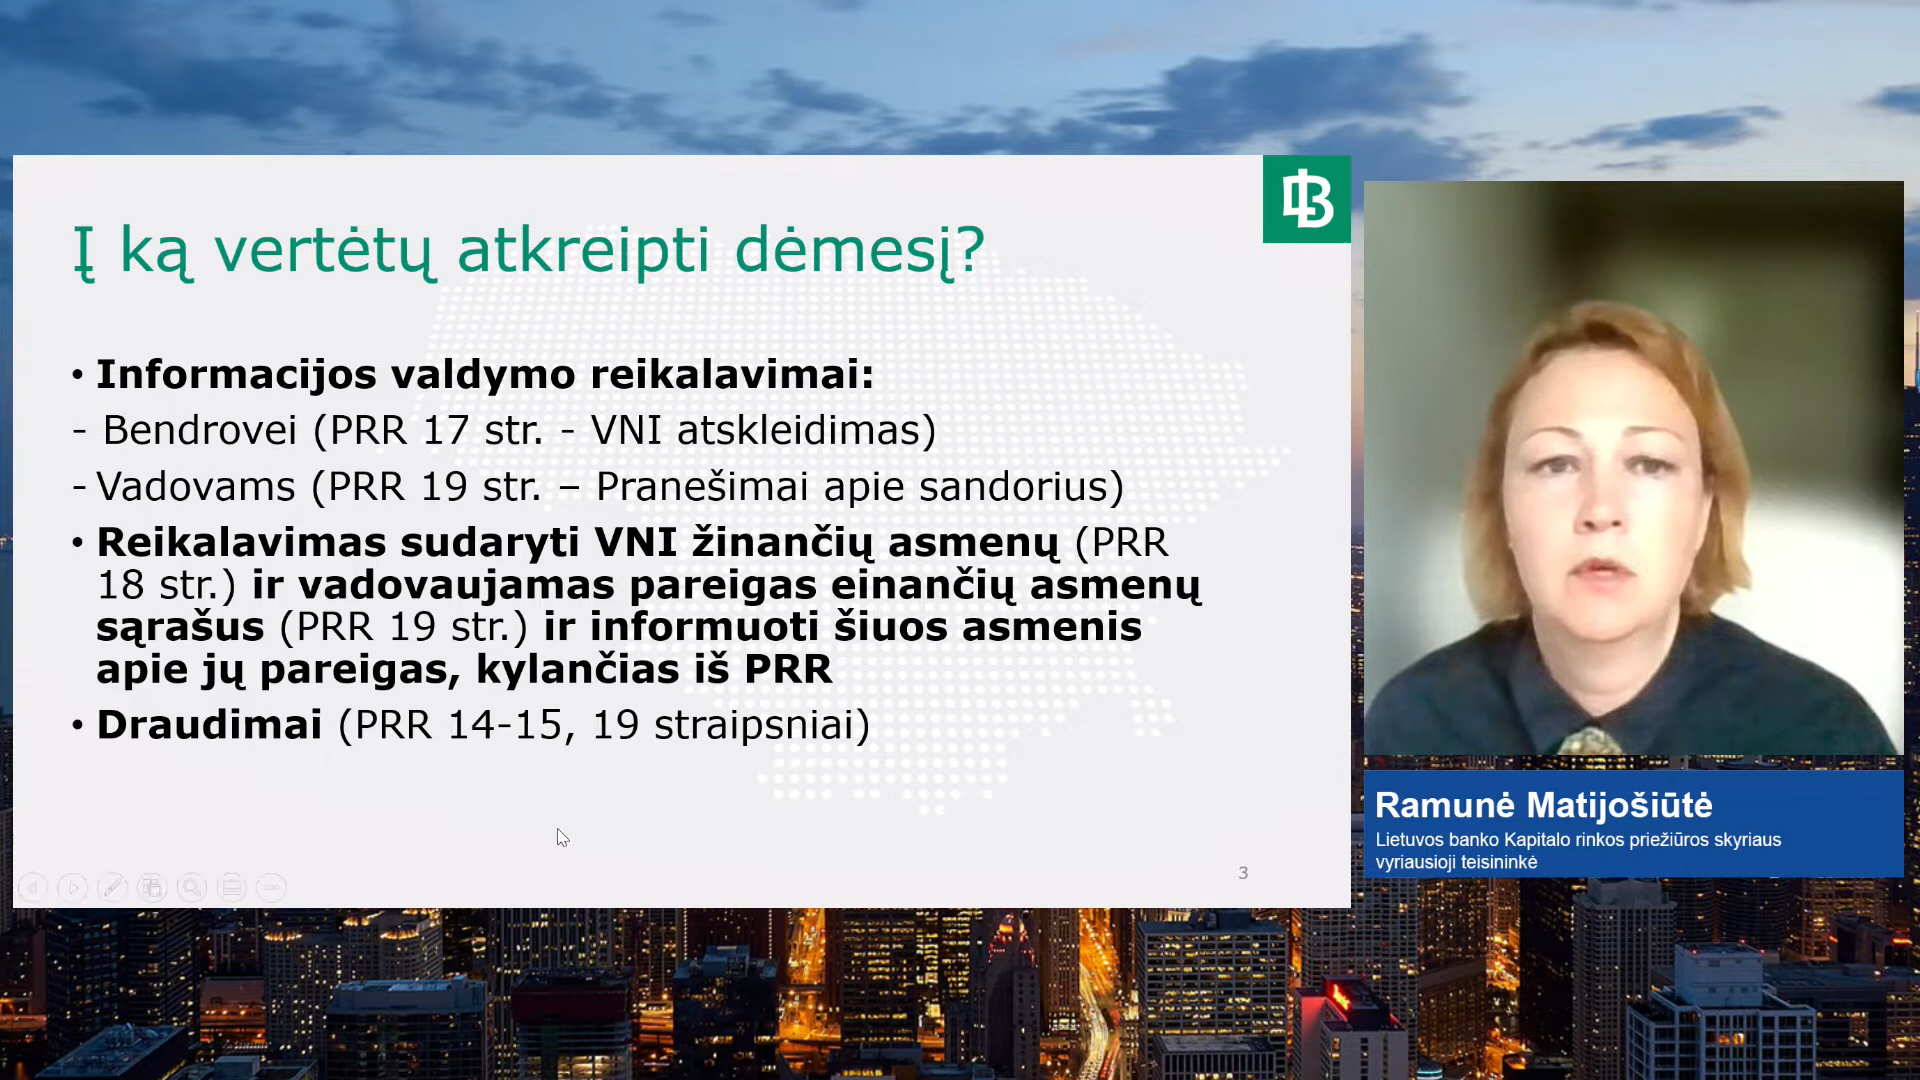 Į ką vertėtų atkreipti dėmesį?
• Informacijos valdymo reikalavimai:
- Bendrovei (PRR 17 str. - VNI atskleidimas)
- Vadovams (PRR 19 str. – Pranešimai apie sandorius)
• Reikalavimas sudaryti VNI žinančių asmenų (PRR
18 str.) ir vadovaujamas pareigas einančių asmenų
sąrašus (PRR 19 str.) ir informuoti šiuos asmenis
apie jų pareigas, kylančias iš PRR
• Draudimai (PRR 14-15, 19 straipsniai)
3
Ramunė Matijošiūtė
Lietuvos banko Kapitalo rinkos priežiūros skyriaus
vyriausioji teisininkė